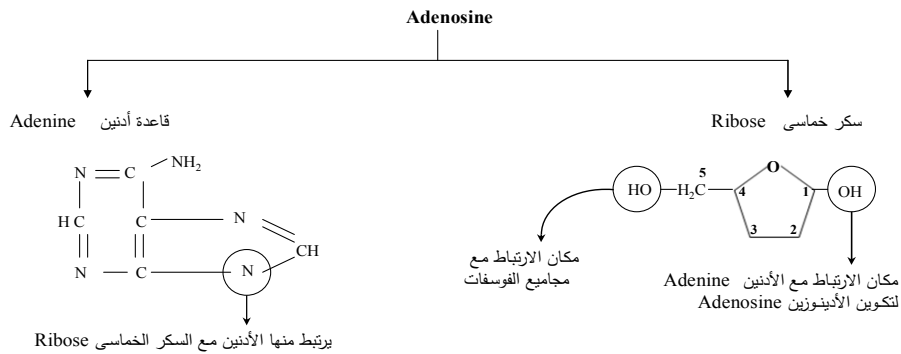 Adenosine
قاعدة أدنين Adenine
سكر خماسى Ribose
N C NH2
HC N CH
N C N
يرتبط منها الأدنين مع السكر الخماسى Ribose
O
HO H2C 5 4 1 OH
3 2
مكان الارتباط مع
مجاميع الفوسفات
مكان الارتباط مع الأدنين Adenine
لتكوين الأدينوزين Adenosine